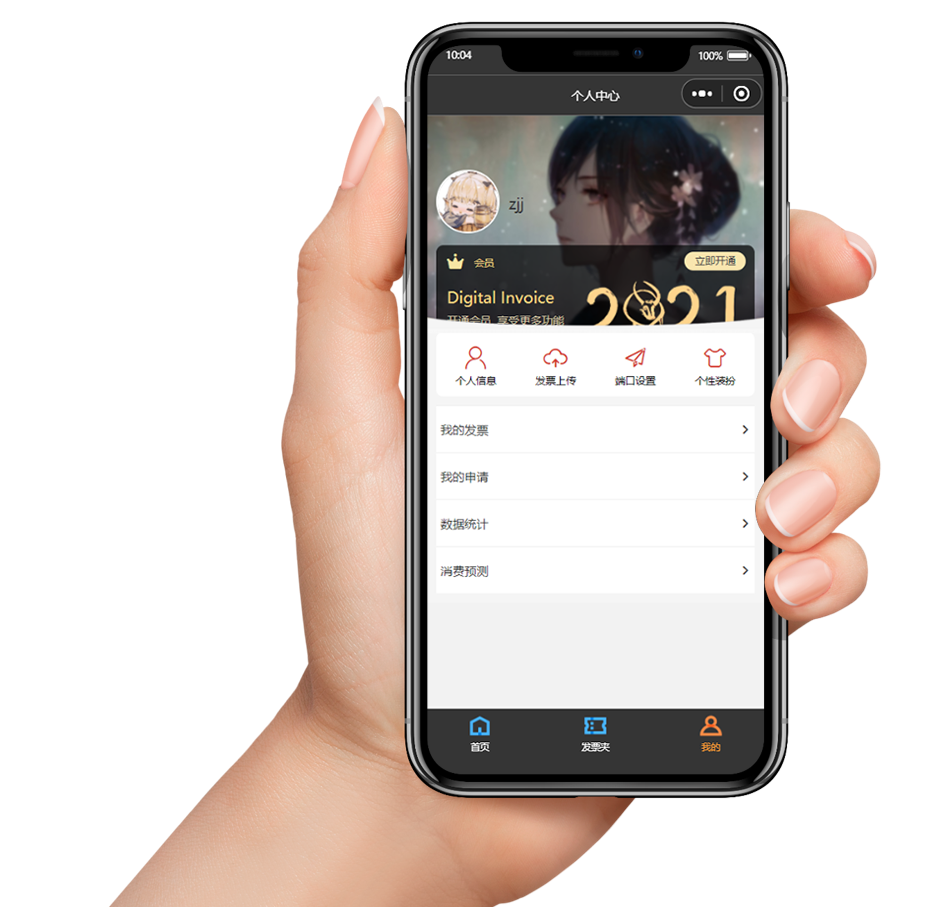 10:04
100%
个人中心
zjj
会员
立即开通
Digital Invoice
2021
开通会员 享受更多功能
个人信息
发票上传
端口设置
个性装扮
我的发票
我的申请
数据统计
消费预测
首页
发票夹
我的